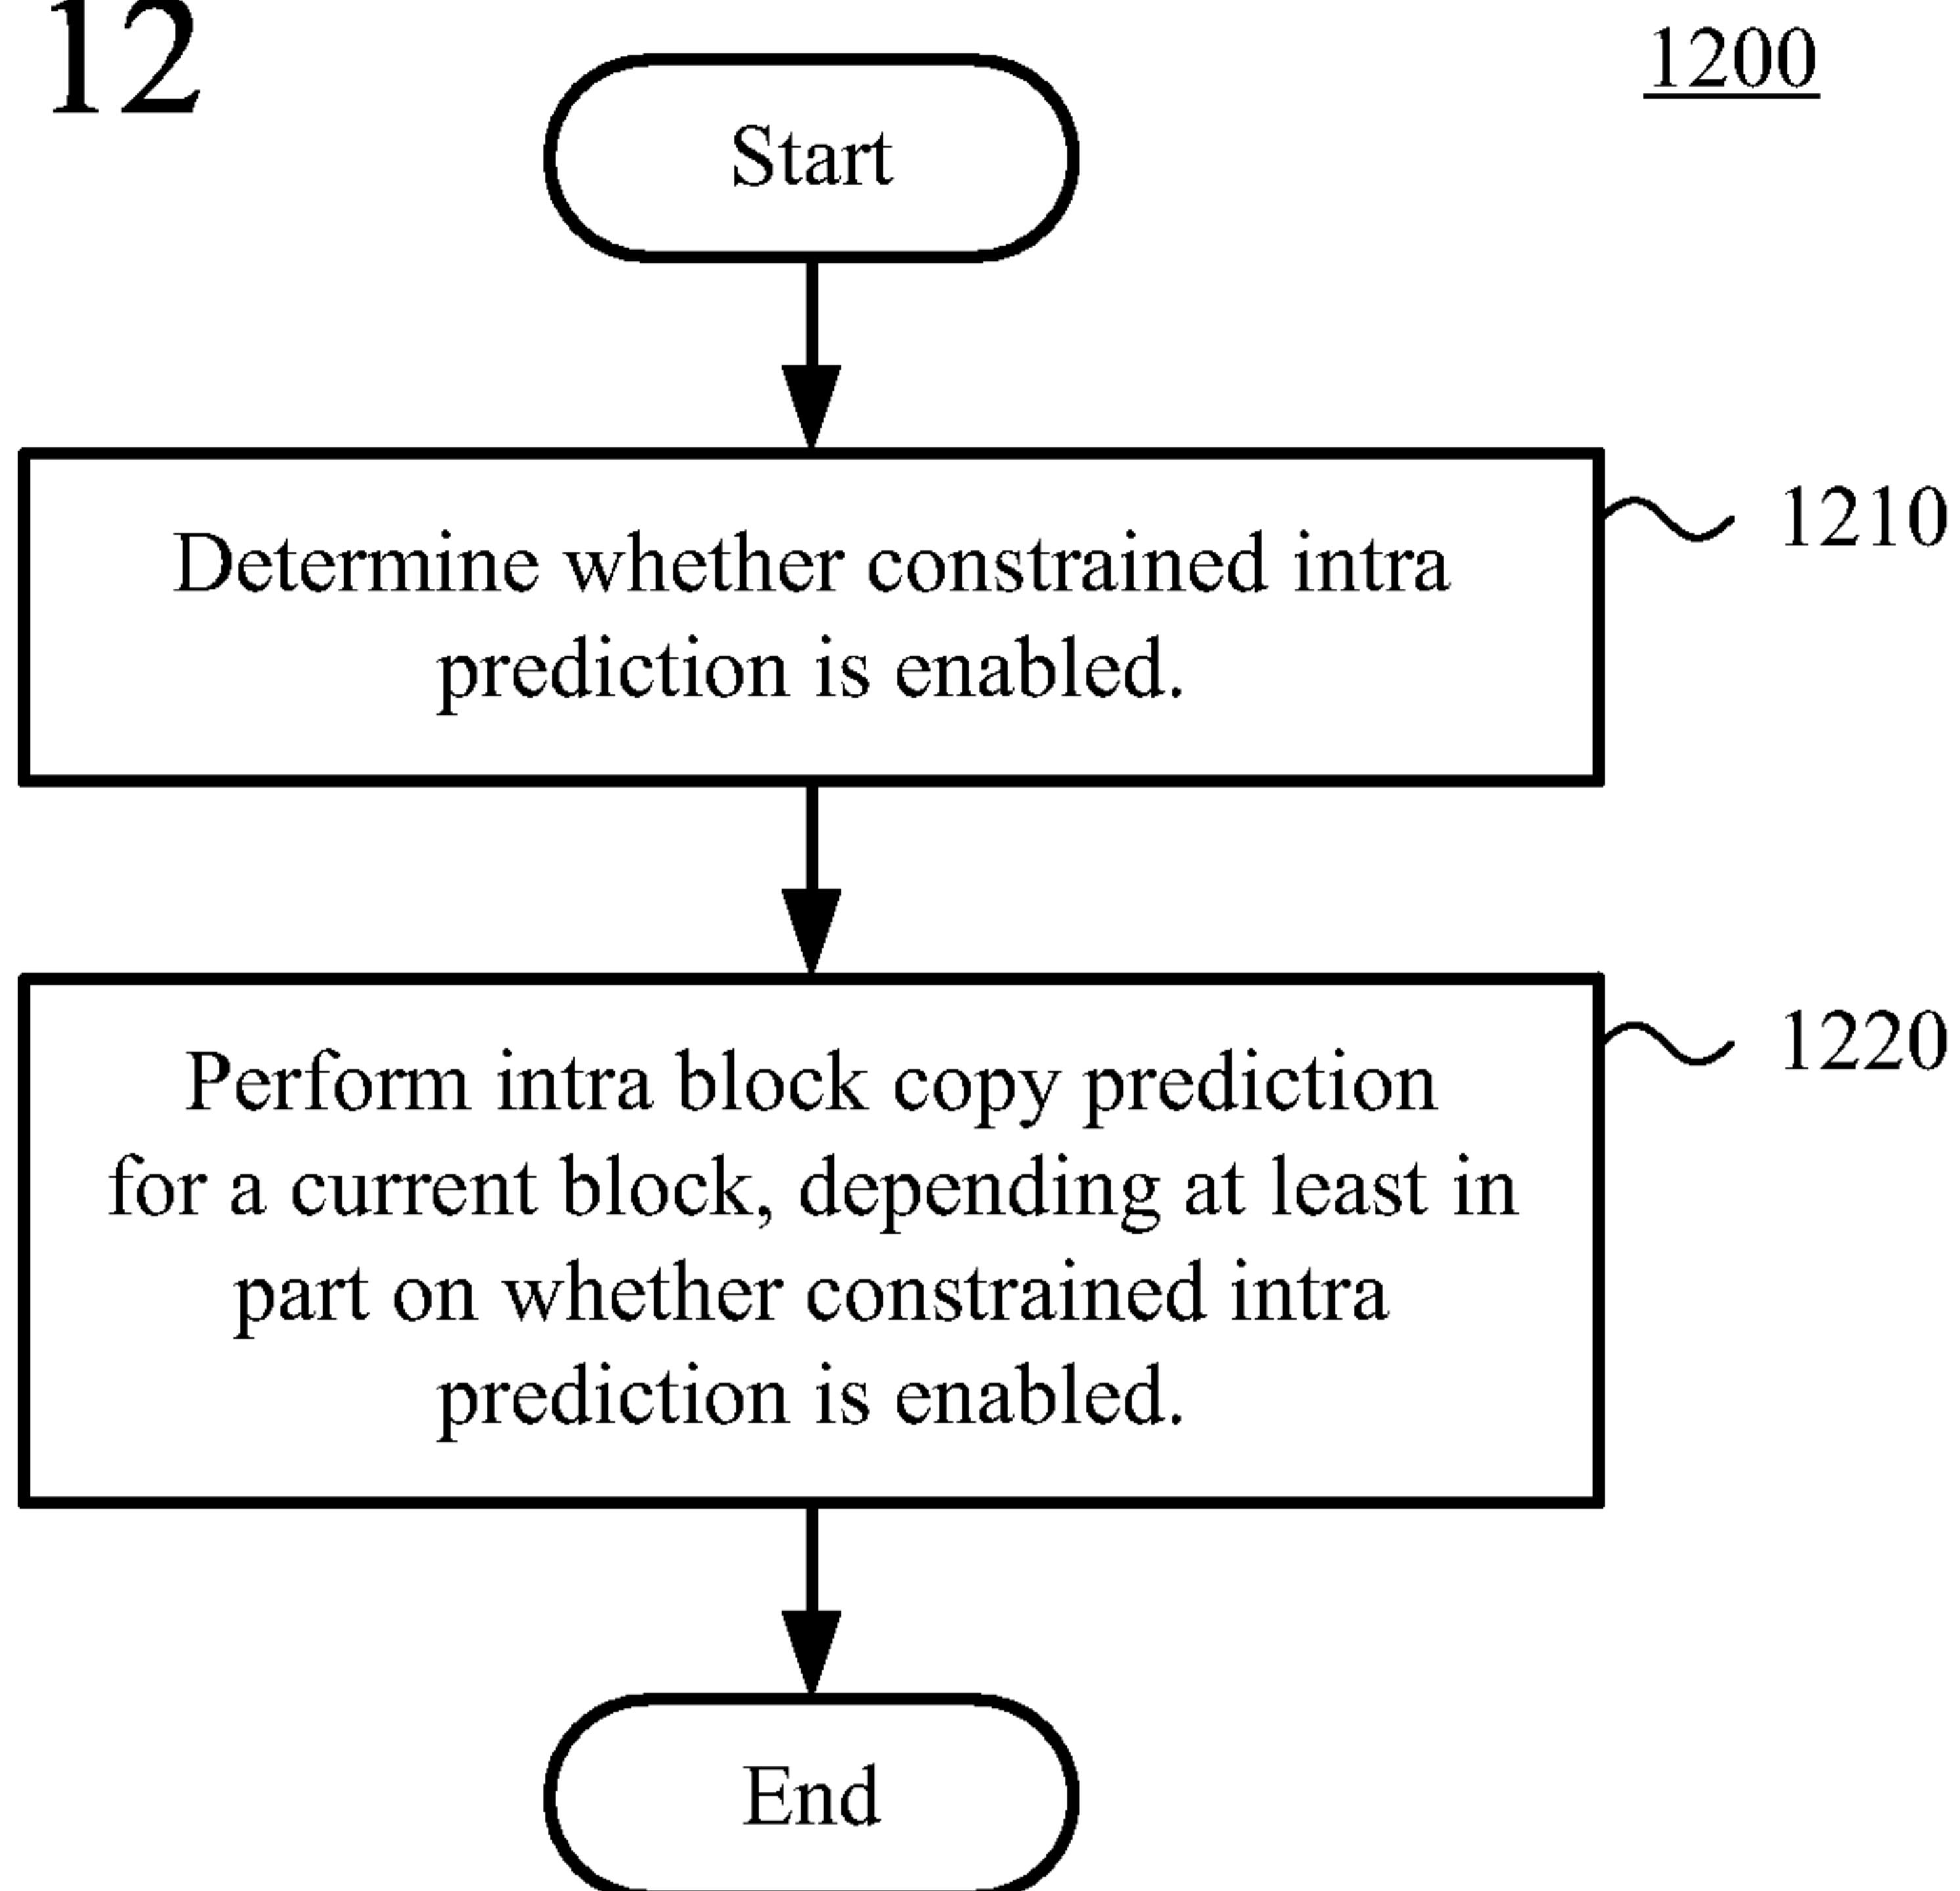 12
1200
Start
Determine whether constrained intra
prediction is enabled.
1210
Perform intra block copy prediction
for a current block, depending at least in
part on whether constrained intra
prediction is enabled.
1220
End